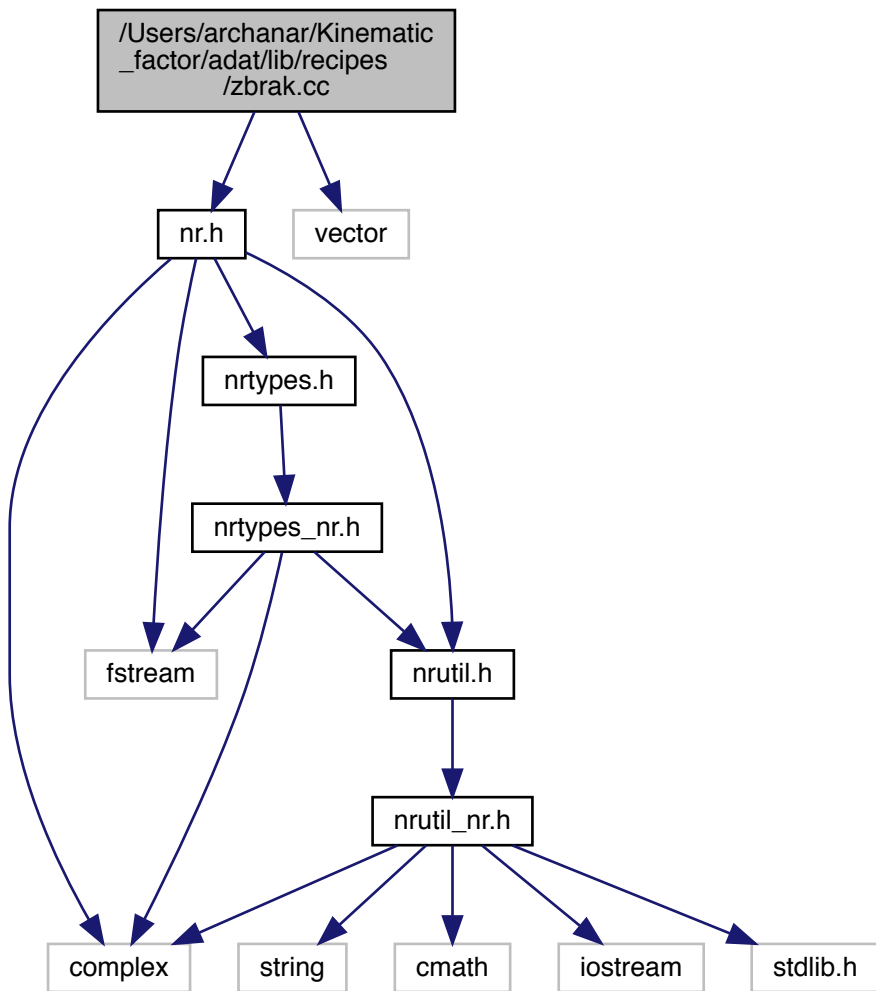 /Users/archanar/Kinematic
_factor/adat/lib/recipes
/zbrak.cc
nr.h
vector
nrtypes.h
nrtypes_nr.h
fstream
nrutil.h
nrutil_nr.h
complex
string
cmath
iostream
stdlib.h